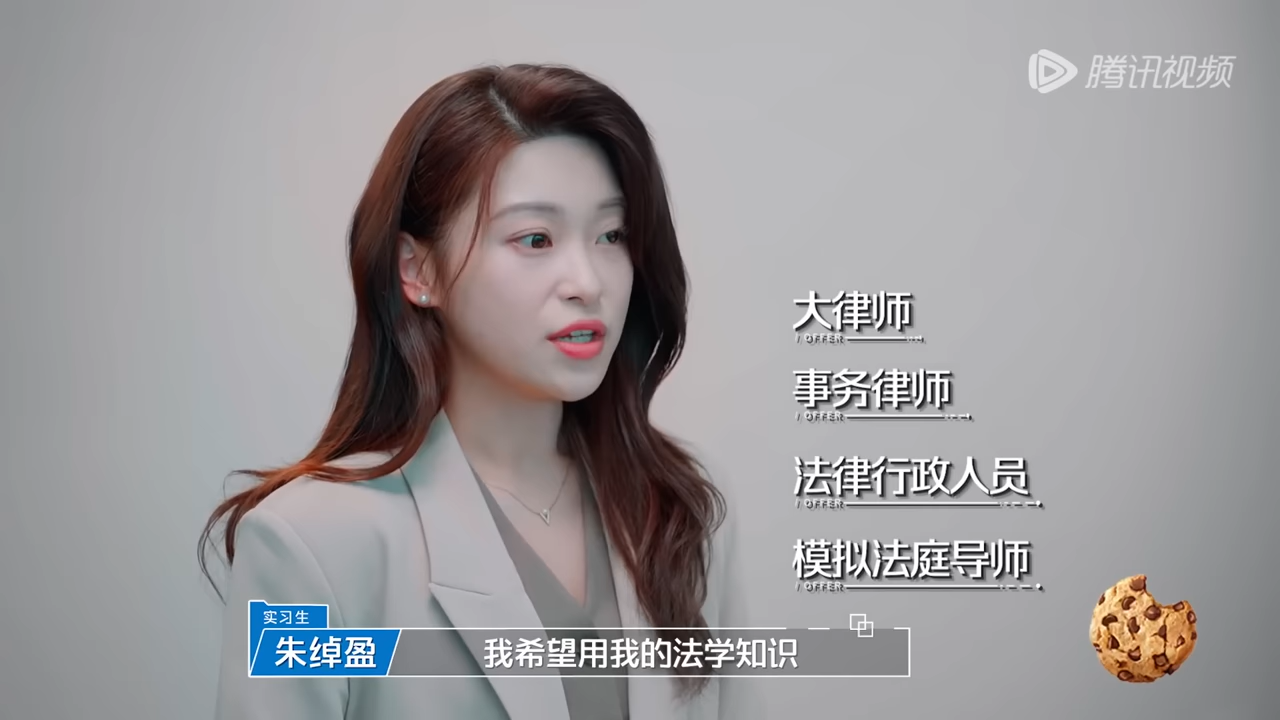 腾讯视频
大律师
I OFFER
事务律师
I OFFER
法律行政人员
I OFFER
模拟法庭导师
I OFFER
实习生
朱绰盈
我希望用我的法学知识